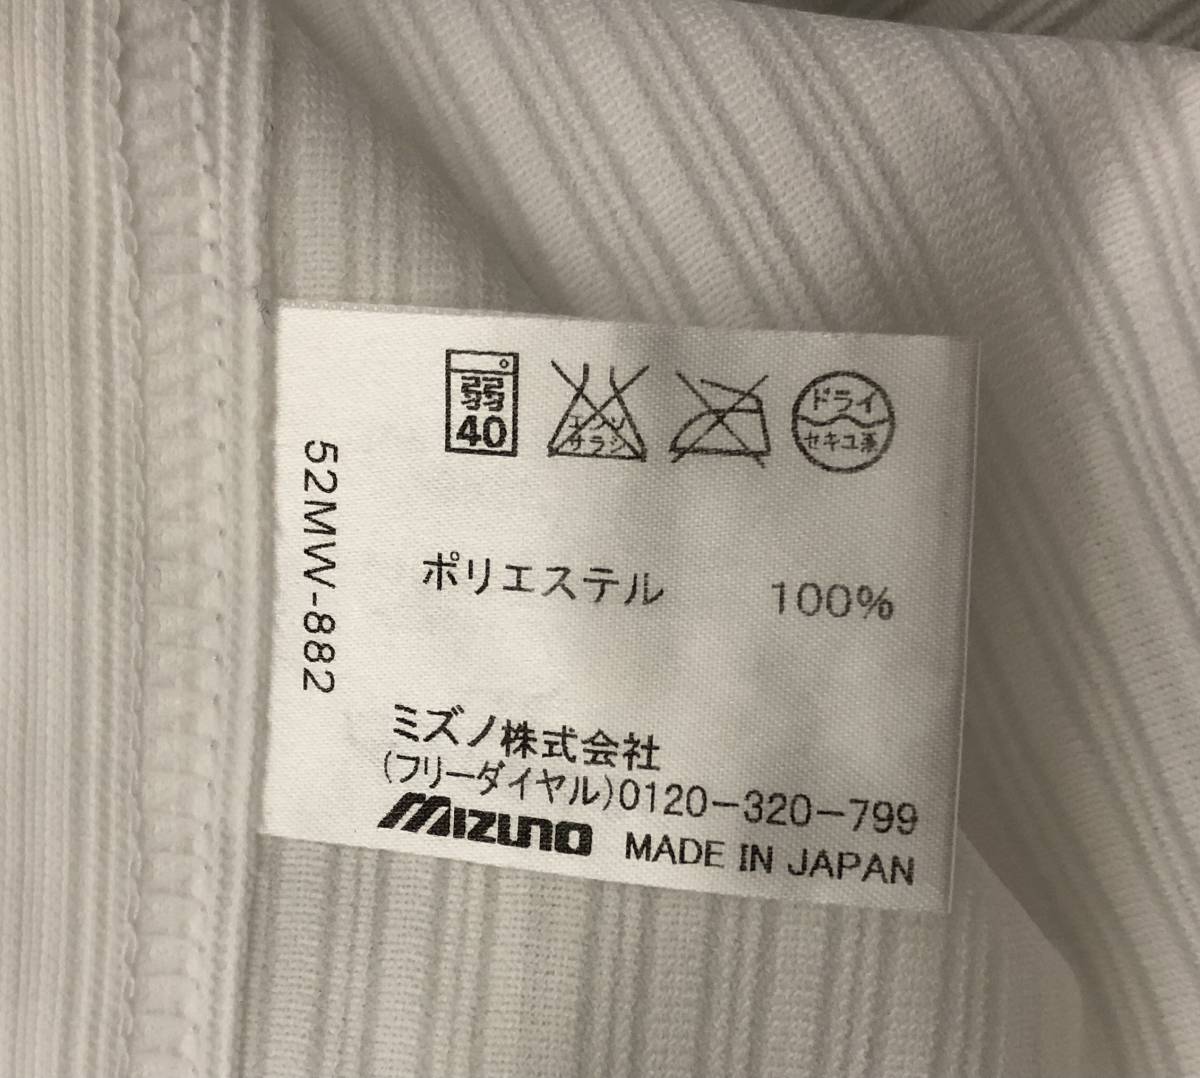 弱
40
エンソ
サラシ
ドライ
セキユ系
52MW-882
ポリエステル 100%
ミズノ株式会社
(フリーダイヤル)0120-320-799
MIZUNO MADE IN JAPAN